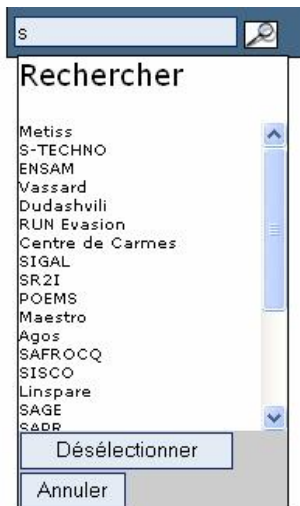 s
Rechercher
Metiss
S-TECHNO
ENSAM
Vassard
Dudashvili
RUN Evasion
Centre de Carmes
SIGAL
SR2I
POEMS
Maestro
Agos
SAFROCQ
SISCO
Linspare
SAGE
SAPR
Désélectionner
Annuler